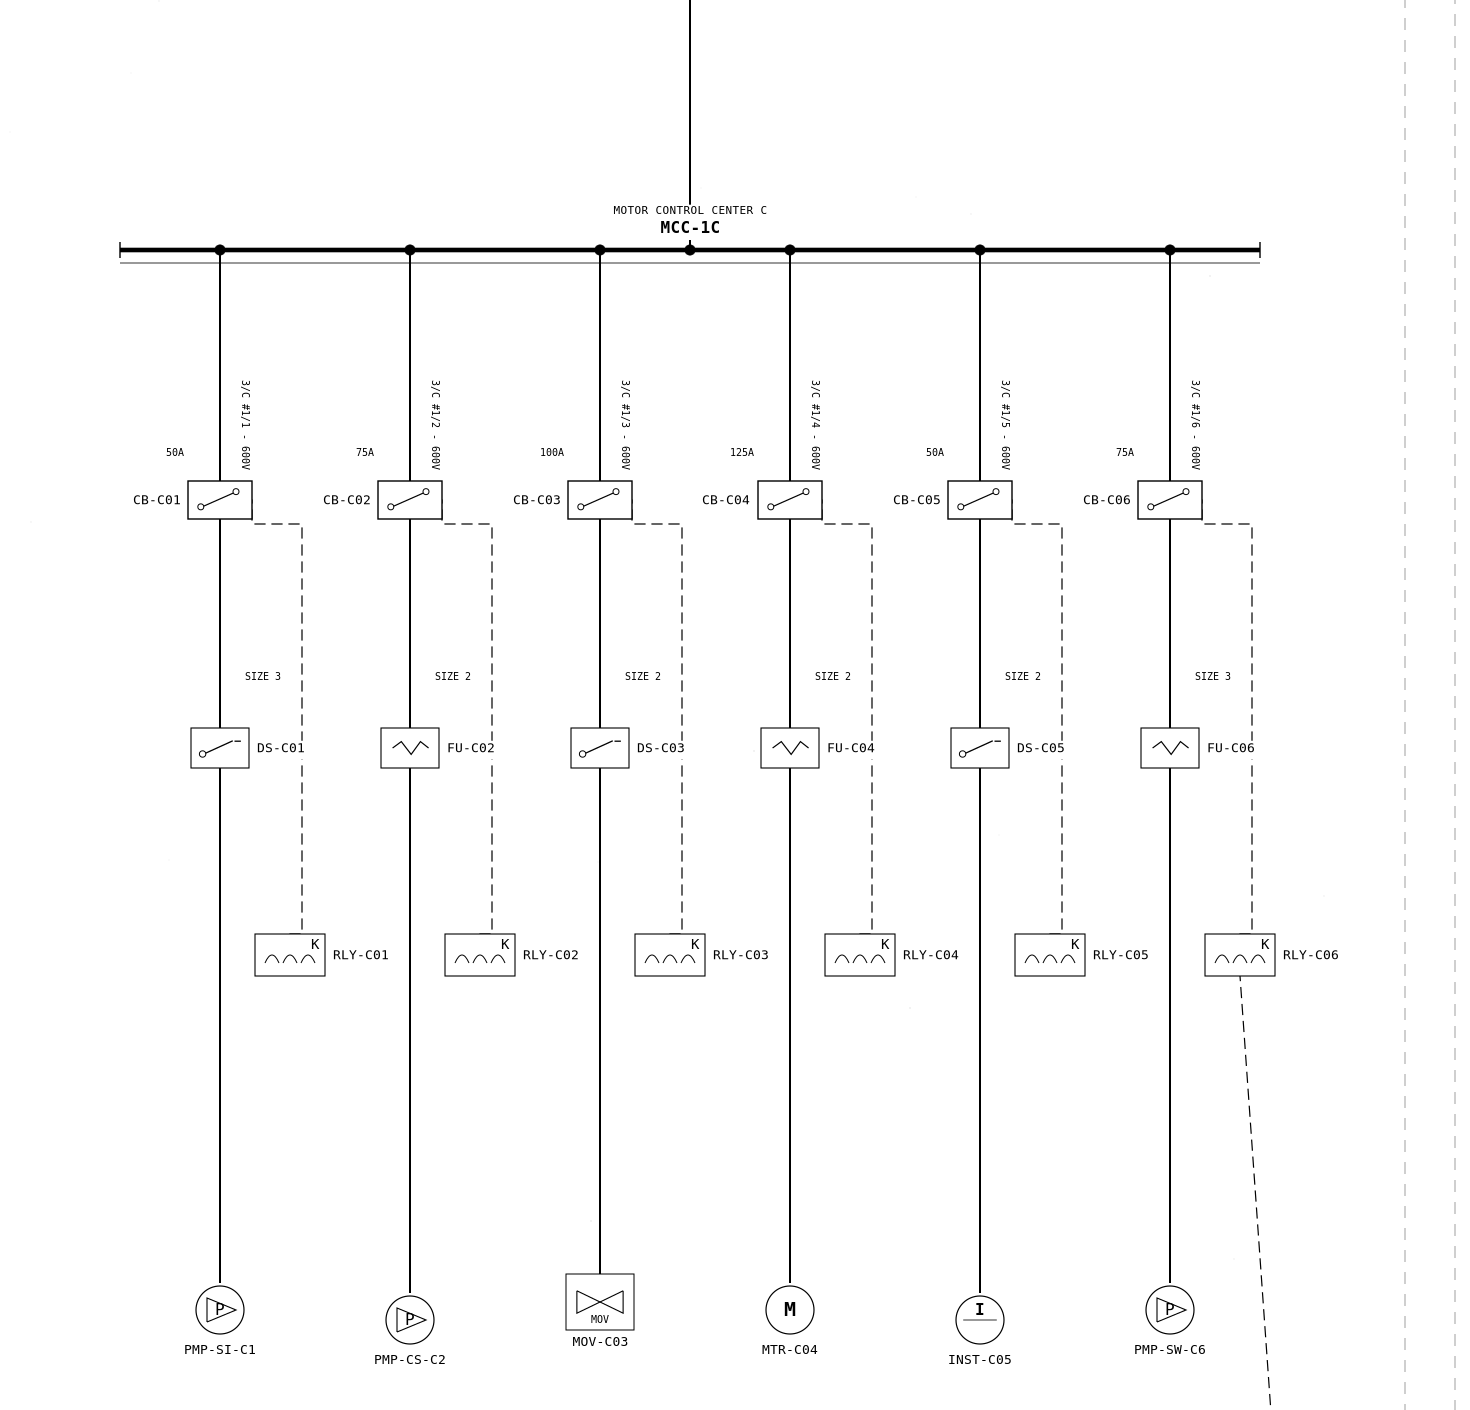 MOTOR CONTROL CENTER C
MCC-1C
3/C #1/1 - 600V
3/C #1/2 - 600V
3/C #1/3 - 600V
3/C #1/4 - 600V
3/C #1/5 - 600V
3/C #1/6 - 600V
50A
75A
100A
125A
50A
75A
CB-C01
CB-C02
CB-C03
CB-C04
CB-C05
CB-C06
SIZE 3
SIZE 2
SIZE 2
SIZE 2
SIZE 2
SIZE 3
DS-C01
FU-C02
DS-C03
FU-C04
DS-C05
FU-C06
K
K
K
K
K
K
RLY-C01
RLY-C02
RLY-C03
RLY-C04
RLY-C05
RLY-C06
P
P
MOV
M
I
P
PMP-SI-C1
PMP-CS-C2
MOV-C03
MTR-C04
INST-C05
PMP-SW-C6